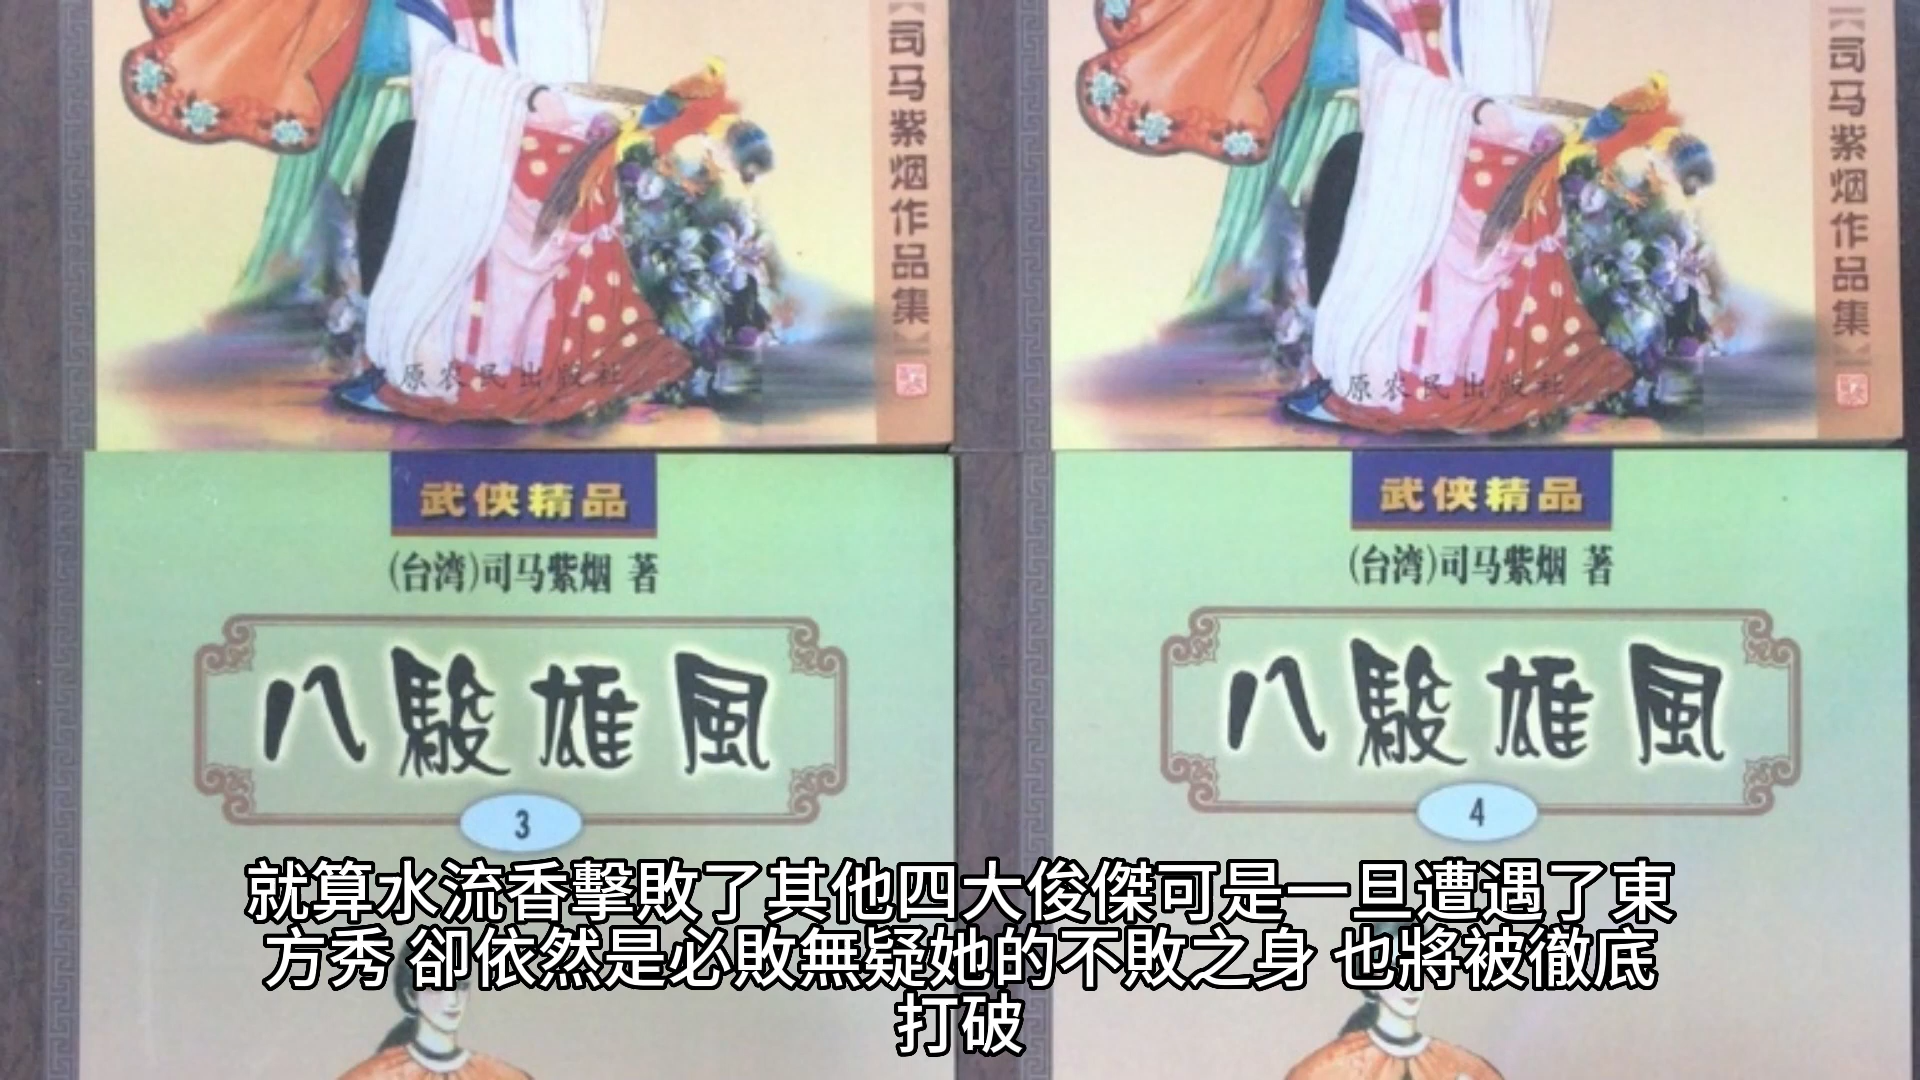 【司马紫烟作品集】
原农民出版社
【司马紫烟作品集】
原农民出版社
武侠精品
(台湾)司马紫烟 著
八駿雄風
3
武侠精品
(台湾)司马紫烟 著
八駿雄風
4
就算水流香擊敗了其他四大俊傑可是一旦遭遇了東
方秀 卻依然是必敗無疑她的不敗之身 也將被徹底
打破